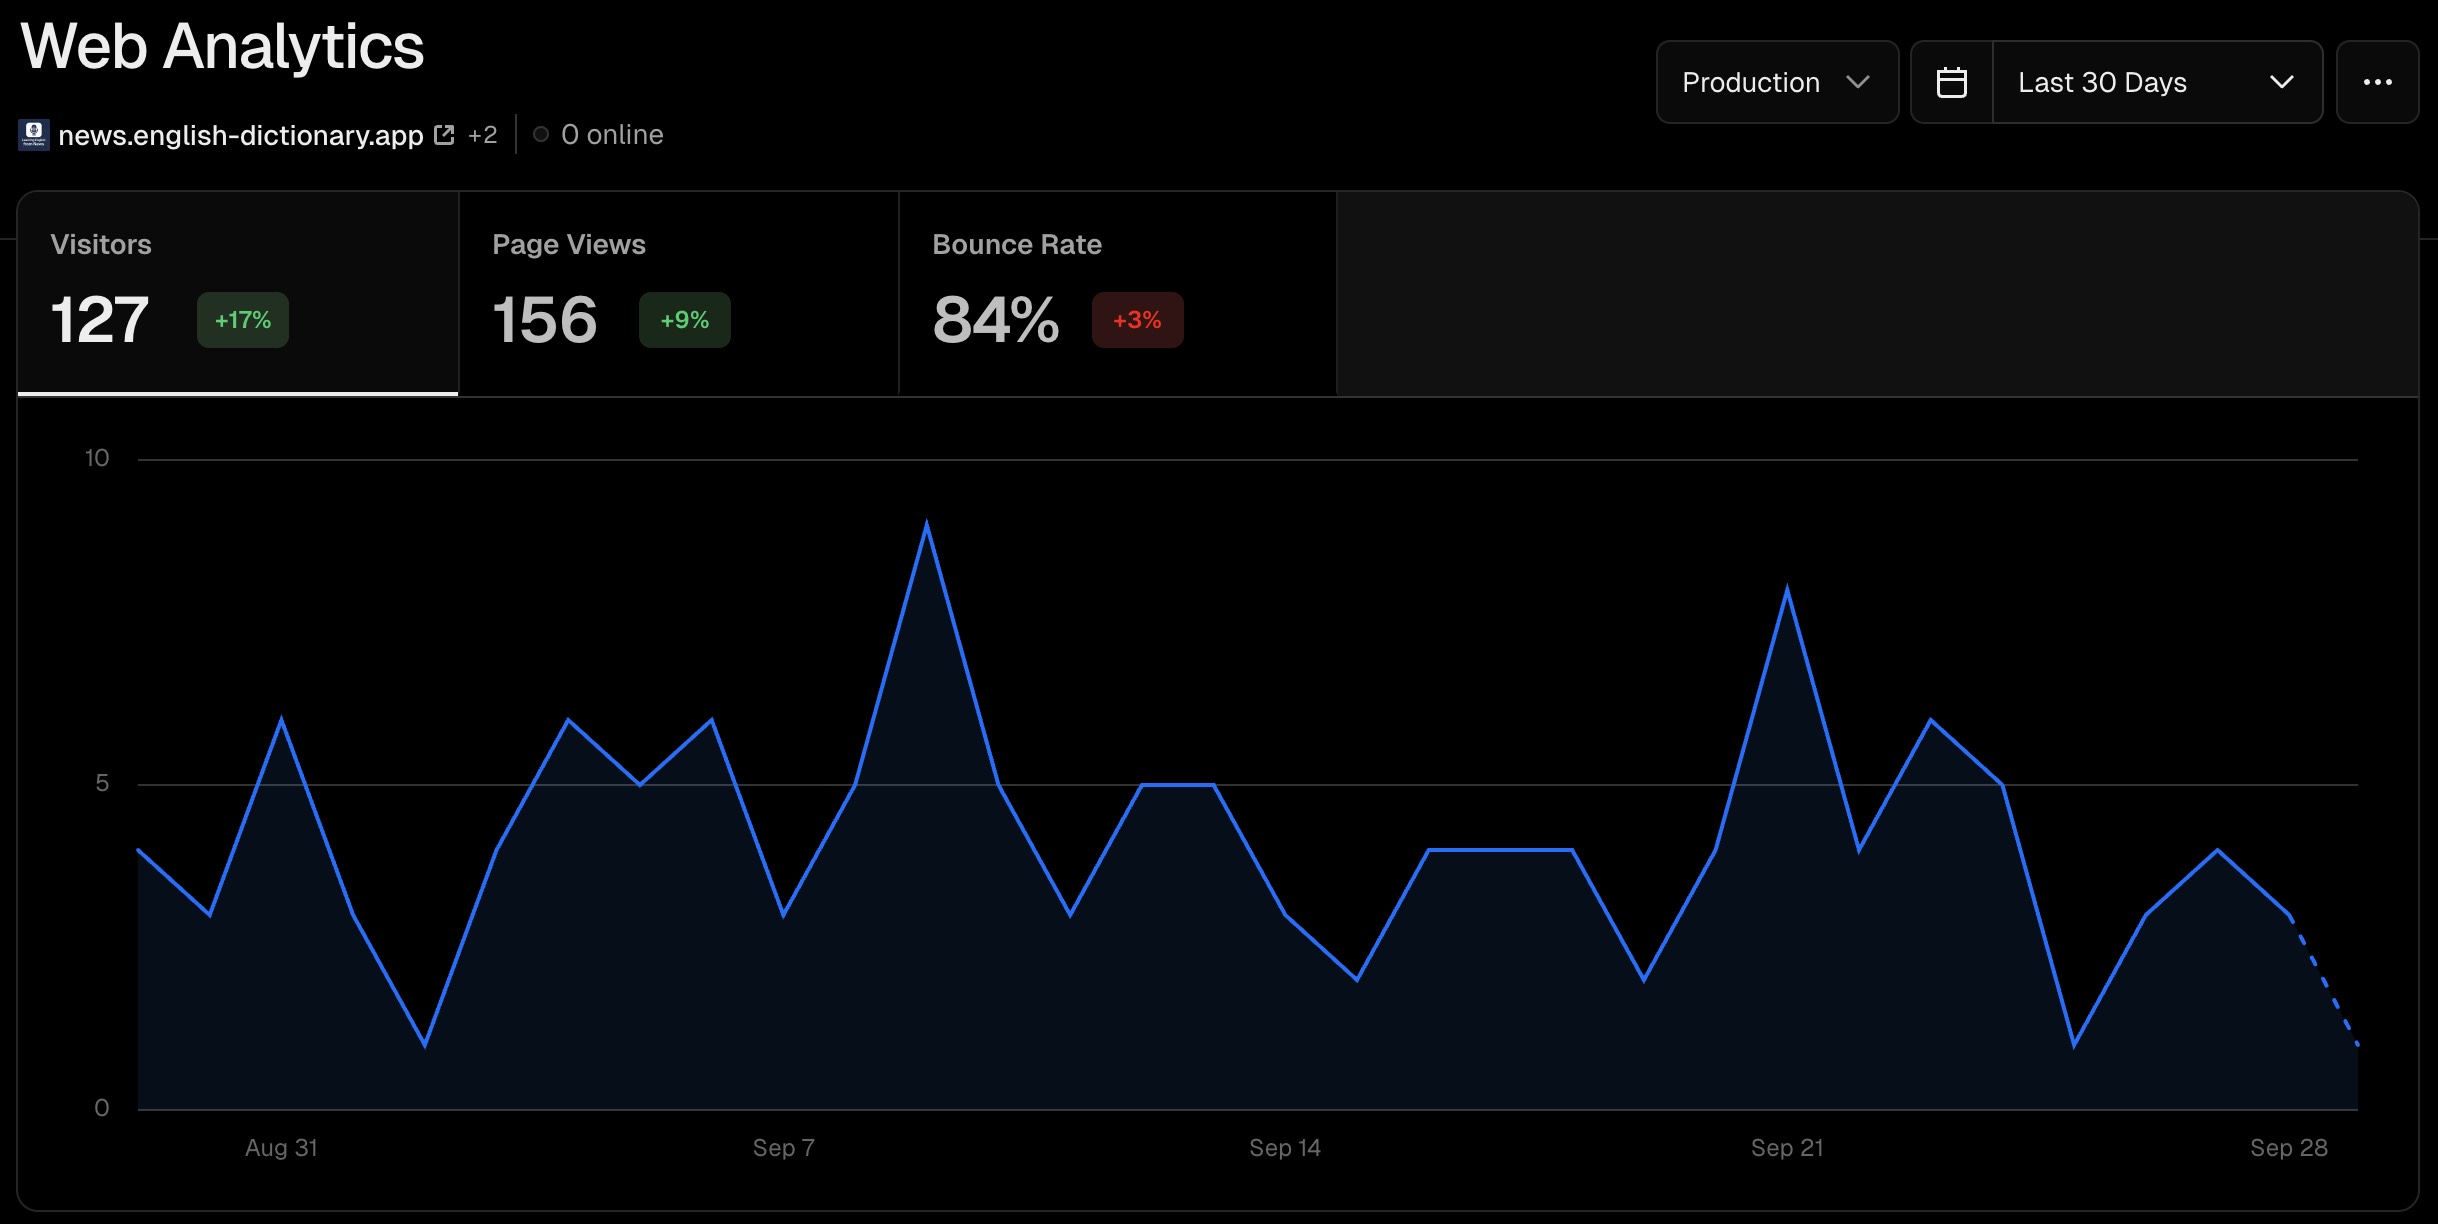 Web Analytics
Production
Last 30 Days
news.english-dictionary.app +2
0 online
Visitors
127 +17%
Page Views
156 +9%
Bounce Rate
84% +3%
10
5
0
Aug 31
Sep 7
Sep 14
Sep 21
Sep 28